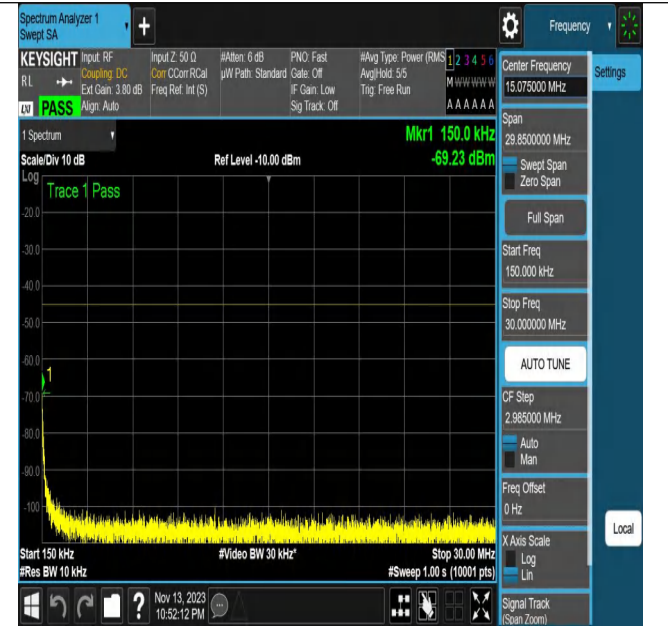 Spectrum Analyzer 1
Swept SA
Frequency
KEYSIGHT
RL
PASS
Input: RF
Coupling: DC
Ext Gain: 3.80 dB
Align: Auto
Input Z: 50 Ω
Corr CCorr RCal
Freq Ref: Int (S)
#Atten: 6 dB
µW Path: Standard
PNO: Fast
Gate: Off
IF Gain: Low
Sig Track: Off
#Avg Type: Power (RMS
Avg|Hold: 5/5
Trig: Free Run
1 2 3 4 5 6
M W W W W W
A A A A A A
1 Spectrum
Scale/Div 10 dB
Ref Level -10.00 dBm
Mkr1 150.0 kHz
-69.23 dBm
Log
Trace 1 Pass
-20.0
-30.0
-40.0
-50.0
-60.0
1
-70.0
-80.0
-90.0
-100
Start 150 kHz
#Video BW 30 kHz*
Stop 30.00 MHz
#Res BW 10 kHz
#Sweep 1.00 s (10001 pts)
Nov 13, 2023
10:52:12 PM
Center Frequency
15.075000 MHz
Settings
Span
29.8500000 MHz
Swept Span
Zero Span
Full Span
Start Freq
150.000 kHz
Stop Freq
30.000000 MHz
AUTO TUNE
CF Step
2.985000 MHz
Auto
Man
Freq Offset
0 Hz
X Axis Scale
Log
Lin
Local
Signal Track
(Span Zoom)